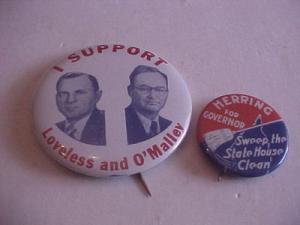 I SUPPORT
Loveless and O'Malley
HERRING
FOR
GOVERNOR
Sweep the
State House
Clean